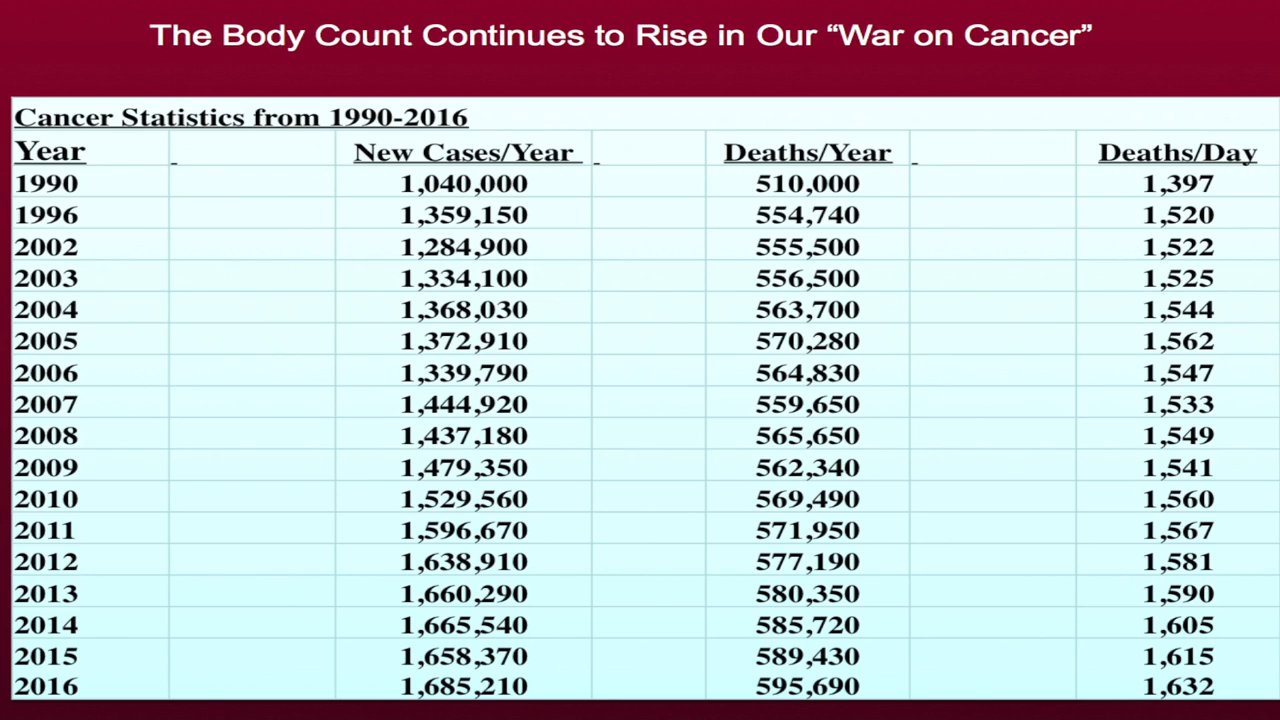 The Body Count Continues to Rise in Our “War on Cancer”
Cancer Statistics from 1990-2016
Year New Cases/Year Deaths/Year Deaths/Day
1990 1,040,000 510,000 1,397
1996 1,359,150 554,740 1,520
2002 1,284,900 555,500 1,522
2003 1,334,100 556,500 1,525
2004 1,368,030 563,700 1,544
2005 1,372,910 570,280 1,562
2006 1,339,790 564,830 1,547
2007 1,444,920 559,650 1,533
2008 1,437,180 565,650 1,549
2009 1,479,350 562,340 1,541
2010 1,529,560 569,490 1,560
2011 1,596,670 571,950 1,567
2012 1,638,910 577,190 1,581
2013 1,660,290 580,350 1,590
2014 1,665,540 585,720 1,605
2015 1,658,370 589,430 1,615
2016 1,685,210 595,690 1,632